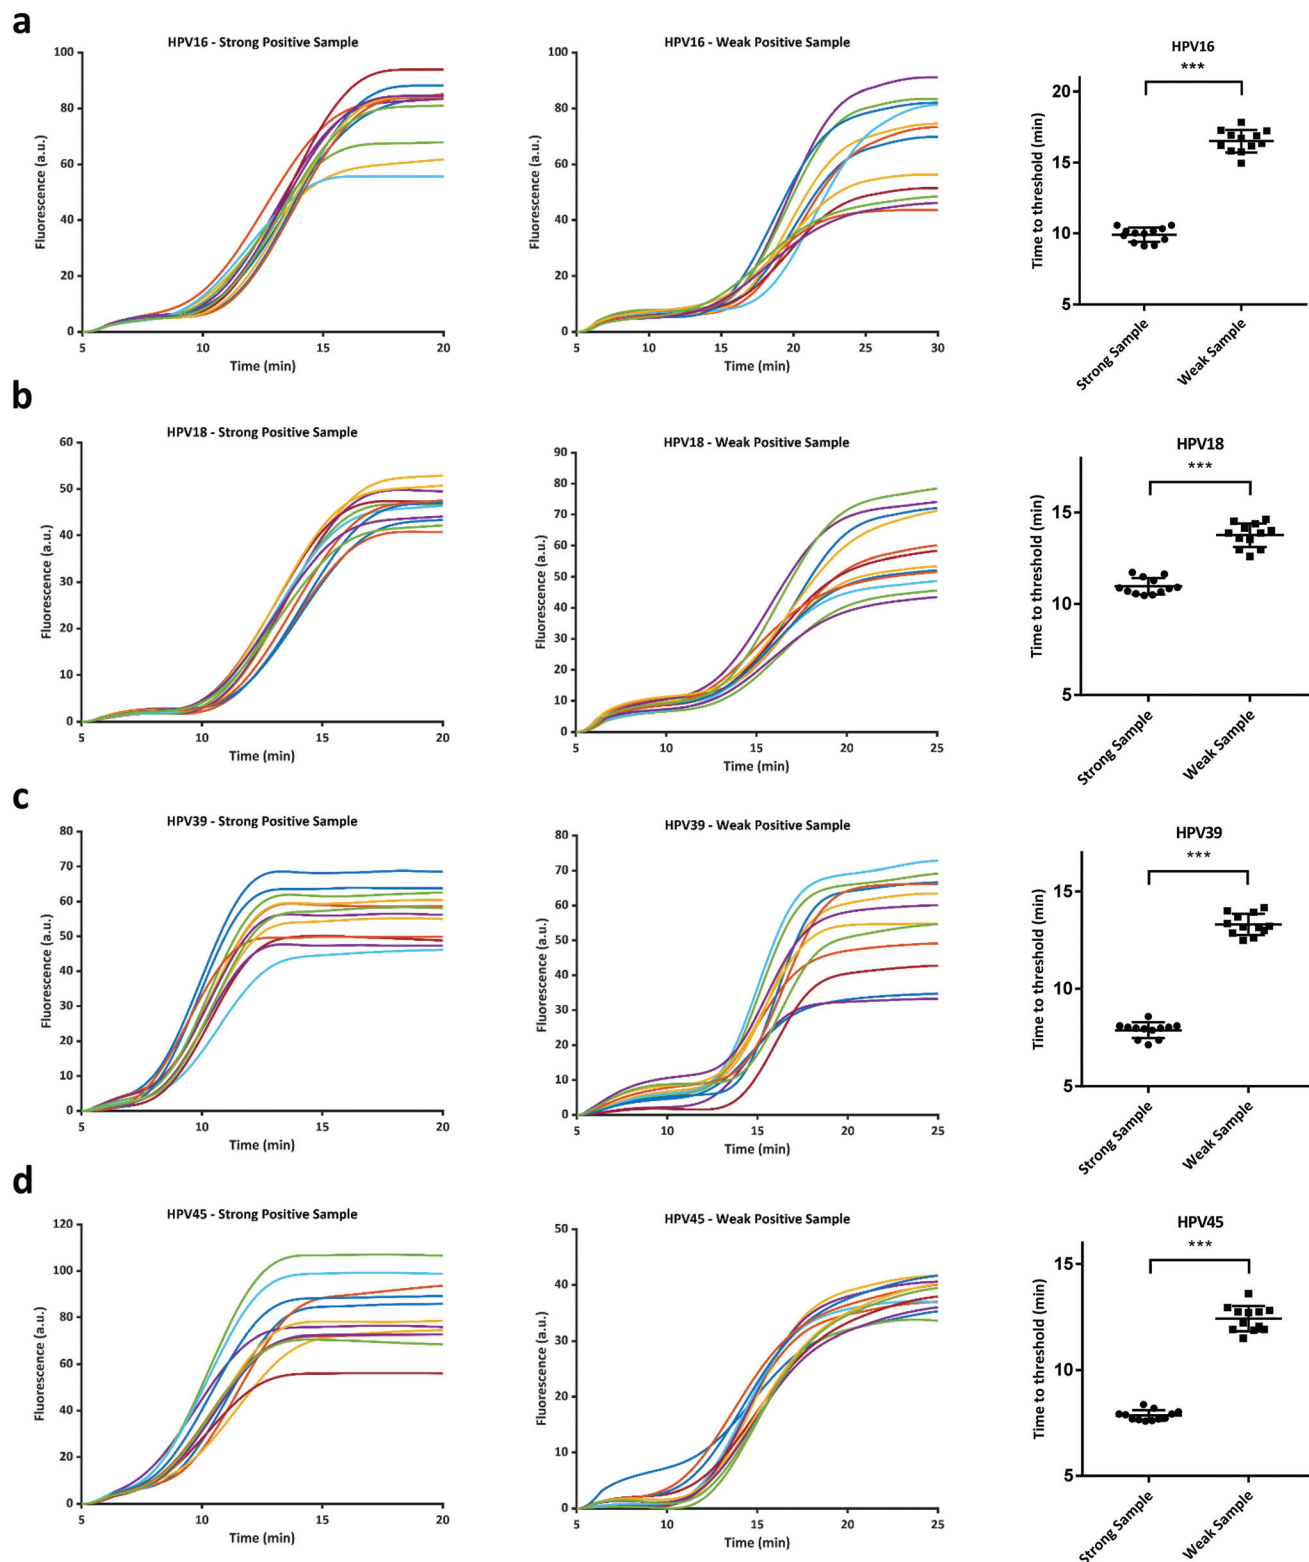 a
HPV16 - Strong Positive Sample
100
80
60
40
20
0
Fluorescence (a.u.)
5 10 15 20
Time (min)
HPV16 - Weak Positive Sample
100
80
60
40
20
0
Fluorescence (a.u.)
5 10 15 20 25 30
Time (min)
HPV16
***
20
15
10
5
Time to threshold (min)
Strong Sample
Weak Sample
b
HPV18 - Strong Positive Sample
60
50
40
30
20
10
0
Fluorescence (a.u.)
5 10 15 20
Time (min)
HPV18 - Weak Positive Sample
90
80
70
60
50
40
30
20
10
0
Fluorescence (a.u.)
5 10 15 20 25
Time (min)
HPV18
***
15
10
5
Time to threshold (min)
Strong Sample
Weak Sample
c
HPV39 - Strong Positive Sample
80
70
60
50
40
30
20
10
0
Fluorescence (a.u.)
5 10 15 20
Time (min)
HPV39 - Weak Positive Sample
80
70
60
50
40
30
20
10
0
Fluorescence (a.u.)
5 10 15 20 25
Time (min)
HPV39
***
15
10
5
Time to threshold (min)
Strong Sample
Weak Sample
d
HPV45 - Strong Positive Sample
120
100
80
60
40
20
0
Fluorescence (a.u.)
5 10 15 20
Time (min)
HPV45 - Weak Positive Sample
50
40
30
20
10
0
Fluorescence (a.u.)
5 10 15 20 25
Time (min)
HPV45
***
15
10
5
Time to threshold (min)
Strong Sample
Weak Sample